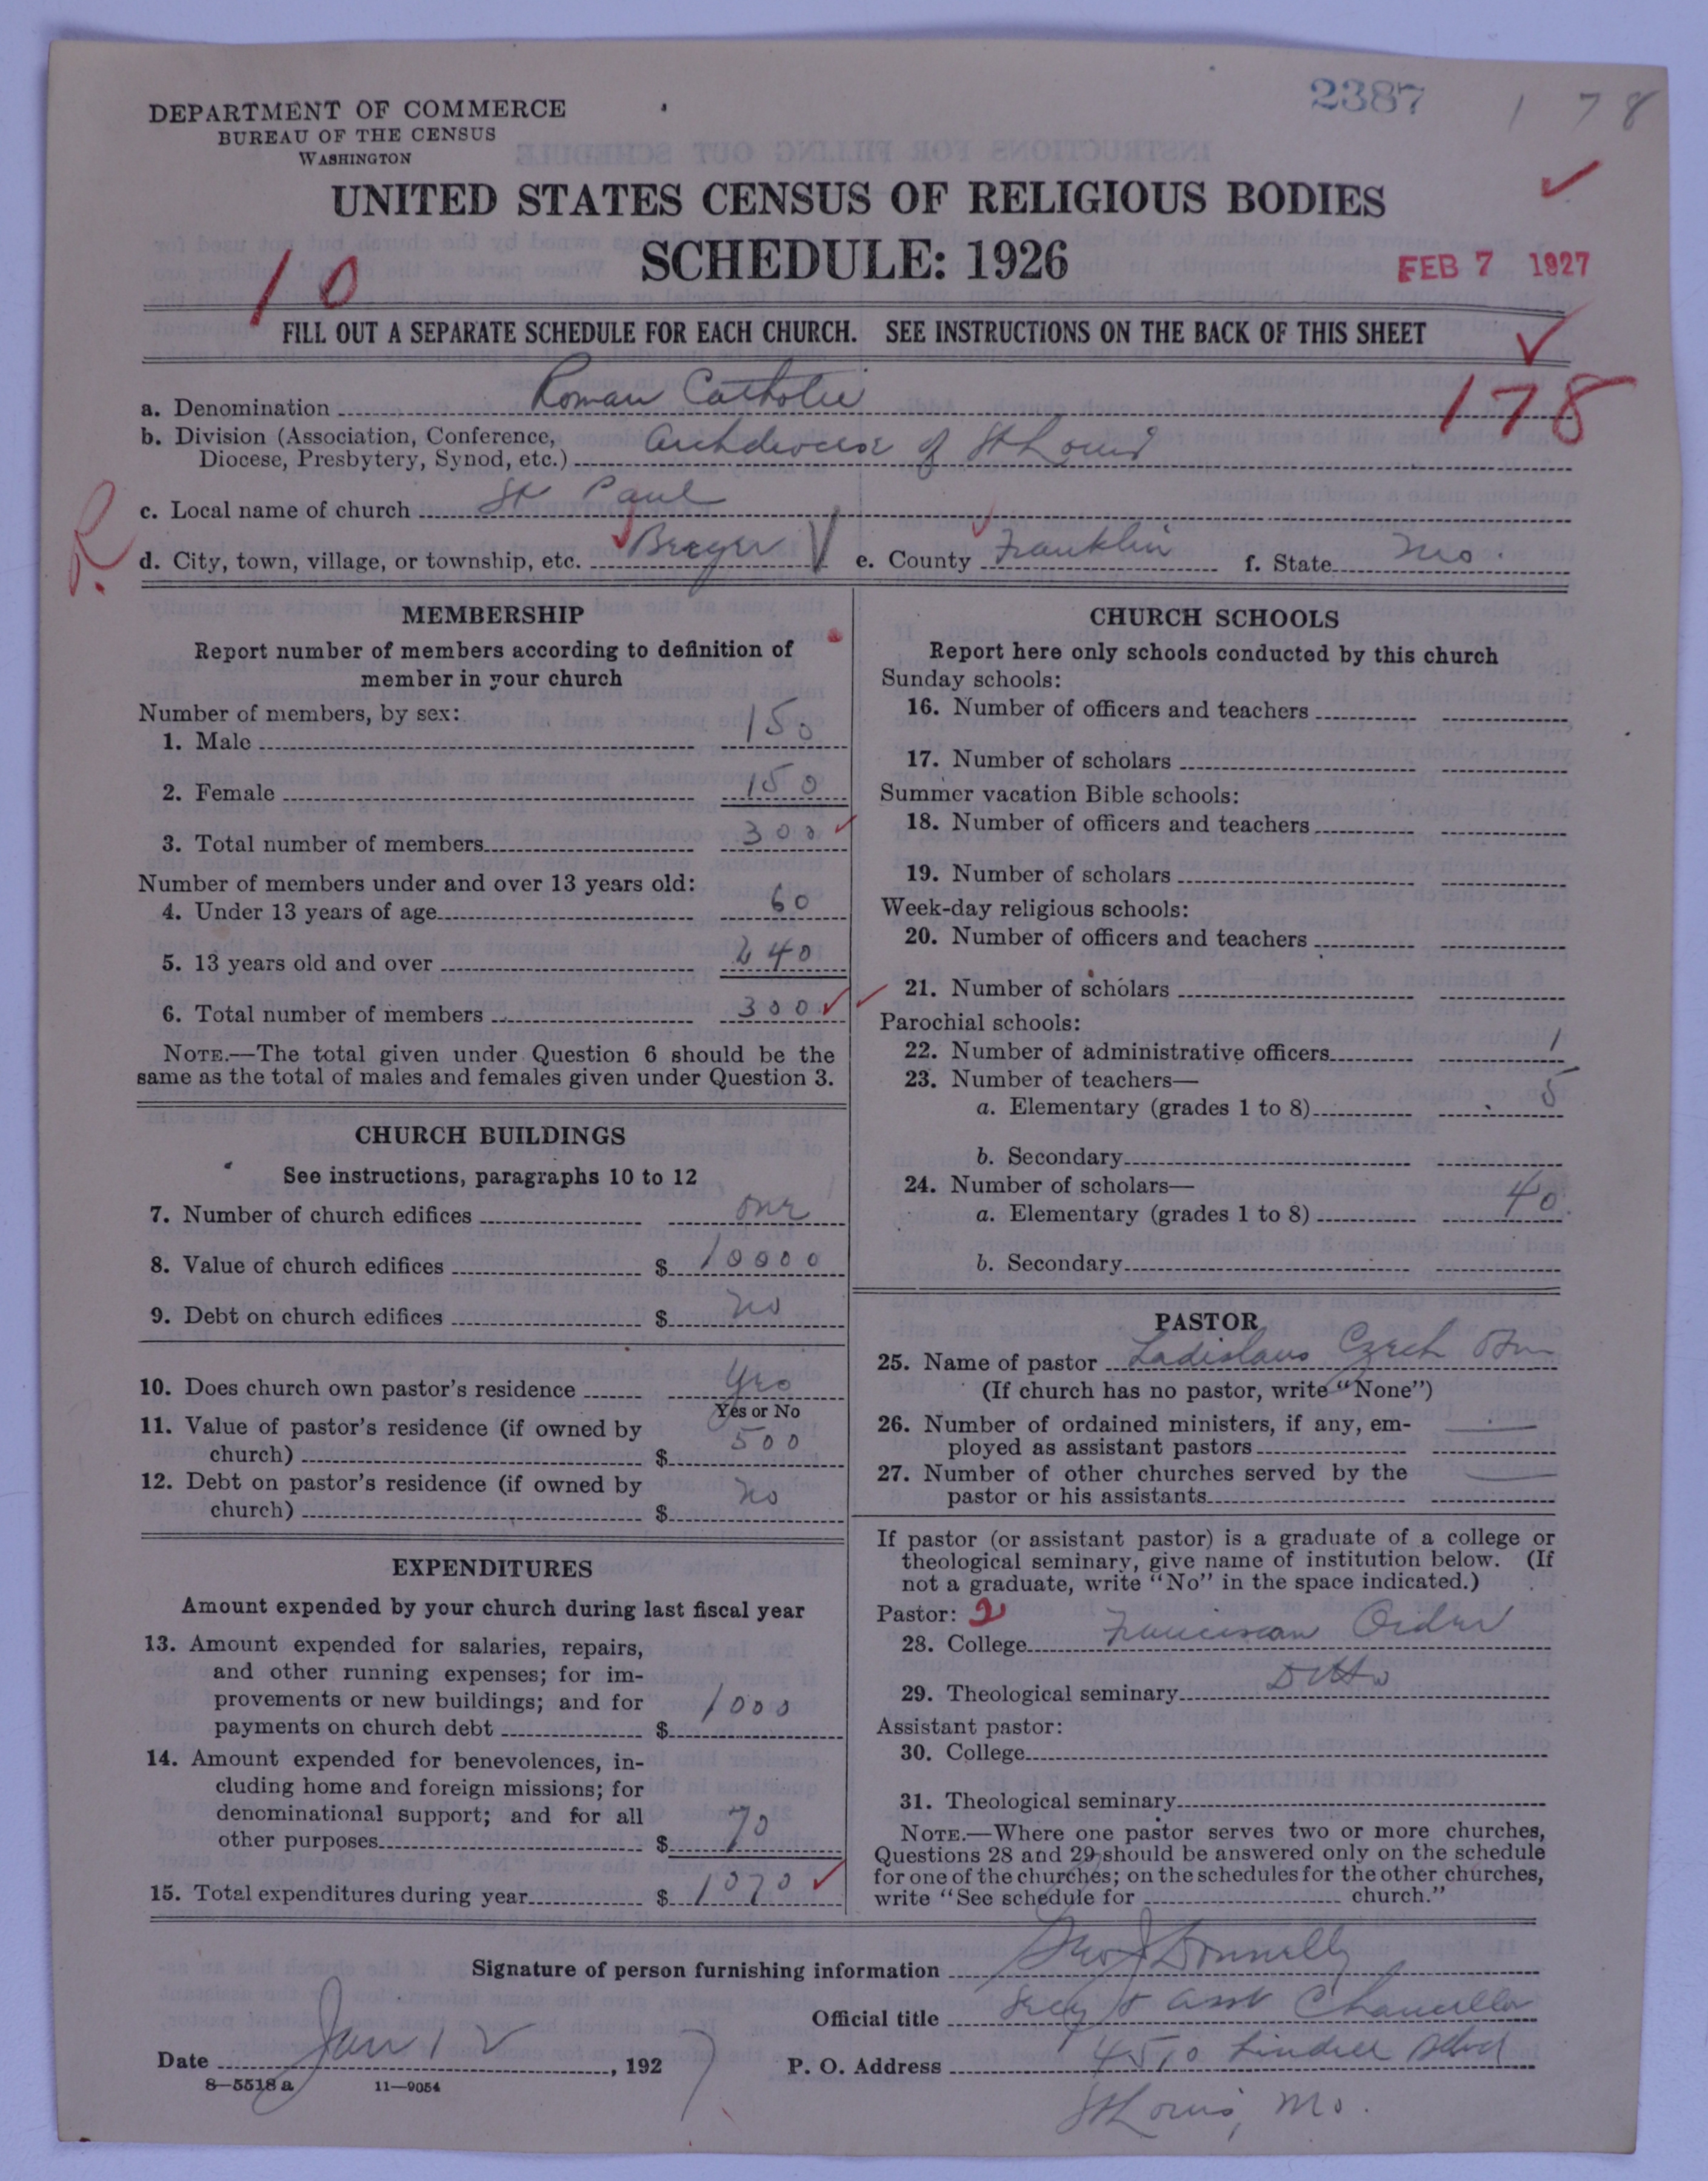 2387 178
DEPARTMENT OF COMMERCE
BUREAU OF THE CENSUS
WASHINGTON
UNITED STATES CENSUS OF RELIGIOUS BODIES
SCHEDULE: 1926
10
FEB 7 1927
FILL OUT A SEPARATE SCHEDULE FOR EACH CHURCH. SEE INSTRUCTIONS ON THE BACK OF THIS SHEET
a. Denomination Roman Catholic 178
b. Division (Association, Conference,
Diocese, Presbytery, Synod, etc.) Archdiocese of St Louis
c. Local name of church St Paul
R.
d. City, town, village, or township, etc. Berger e. County Franklin f. State Mo.
MEMBERSHIP
Report number of members according to definition of
member in your church
Number of members, by sex:
1. Male 150
2. Female 150
3. Total number of members 300
Number of members under and over 13 years old:
4. Under 13 years of age 60
5. 13 years old and over 240
6. Total number of members 300
NOTE.—The total given under Question 6 should be the
same as the total of males and females given under Question 3.
CHURCH BUILDINGS
See instructions, paragraphs 10 to 12
7. Number of church edifices one
8. Value of church edifices $ 10000
9. Debt on church edifices $ No
10. Does church own pastor's residence Yes
Yes or No
11. Value of pastor's residence (if owned by
church) $ 500
12. Debt on pastor's residence (if owned by
church) $ No
EXPENDITURES
Amount expended by your church during last fiscal year
13. Amount expended for salaries, repairs,
and other running expenses; for im-
provements or new buildings; and for
payments on church debt $ 1000
14. Amount expended for benevolences, in-
cluding home and foreign missions; for
denominational support; and for all
other purposes $ 70
15. Total expenditures during year $ 1070
CHURCH SCHOOLS
Report here only schools conducted by this church
Sunday schools:
16. Number of officers and teachers
17. Number of scholars
Summer vacation Bible schools:
18. Number of officers and teachers
19. Number of scholars
Week-day religious schools:
20. Number of officers and teachers
21. Number of scholars
Parochial schools:
22. Number of administrative officers 1
23. Number of teachers—
a. Elementary (grades 1 to 8) 5
b. Secondary
24. Number of scholars—
a. Elementary (grades 1 to 8) 40
b. Secondary
PASTOR
25. Name of pastor Ladislaus Czech
(If church has no pastor, write "None")
26. Number of ordained ministers, if any, em-
ployed as assistant pastors —
27. Number of other churches served by the
pastor or his assistants —
If pastor (or assistant pastor) is a graduate of a college or
theological seminary, give name of institution below. (If
not a graduate, write "No" in the space indicated.)
Pastor: 2
28. College Franciscan Order
29. Theological seminary Ditto
Assistant pastor:
30. College
31. Theological seminary
NOTE.—Where one pastor serves two or more churches,
Questions 28 and 29 should be answered only on the schedule
for one of the churches; on the schedules for the other churches,
write "See schedule for church."
Signature of person furnishing information Geo J Donnelly
Official title Secy & Asst Chancellor
Date Jan 12, 1927 P. O. Address 4510 Lindell Blvd
8—5518 a 11—9054
St Louis, Mo.